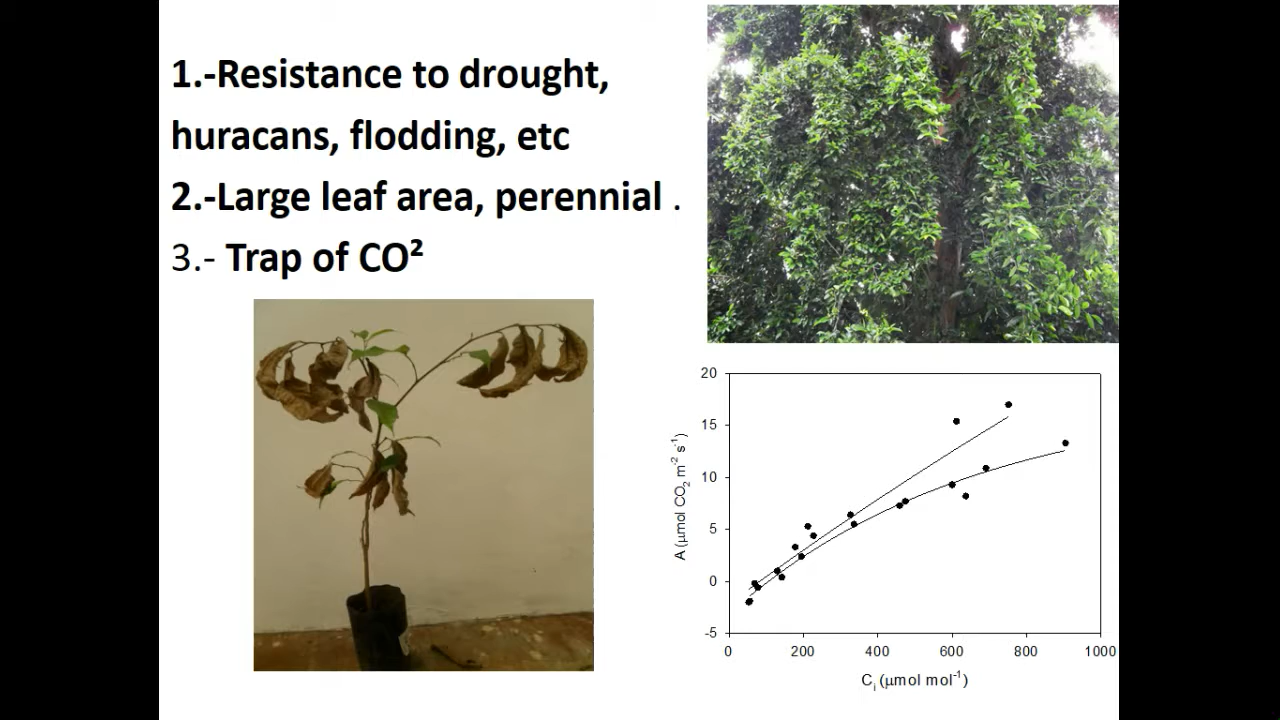 1.-Resistance to drought,
huracans, flodding, etc
2.-Large leaf area, perennial .
3.- Trap of CO²
20
15
10
5
0
-5
A (µmol CO₂ m⁻² s⁻¹)
0 200 400 600 800 1000
Cᵢ (µmol mol⁻¹)